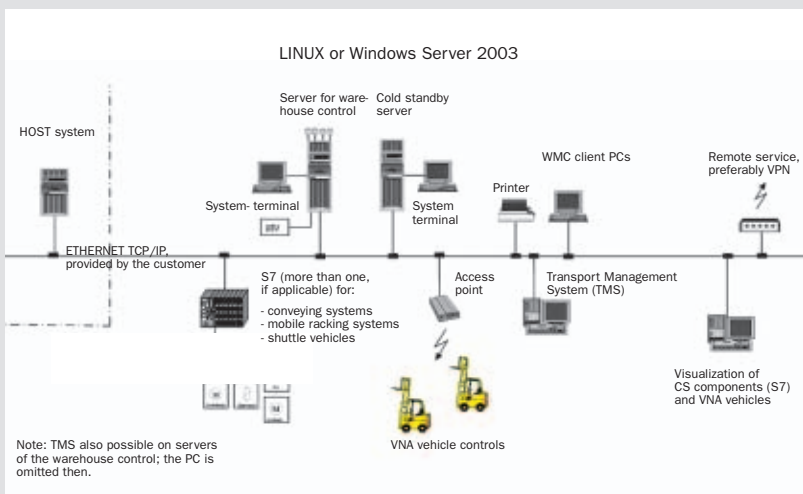 LINUX or Windows Server 2003
Server for ware-
house control
Cold standby
server
HOST system
WMC client PCs
Remote service,
preferably VPN
Printer
System- terminal
System
terminal
ETHERNET TCP/IP,
provided by the customer
S7 (more than one,
if applicable) for:
- conveying systems
- mobile racking systems
- shuttle vehicles
Access
point
Transport Management
System (TMS)
Visualization of
CS components (S7)
and VNA vehicles
VNA vehicle controls
Note: TMS also possible on servers
of the warehouse control; the PC is
omitted then.